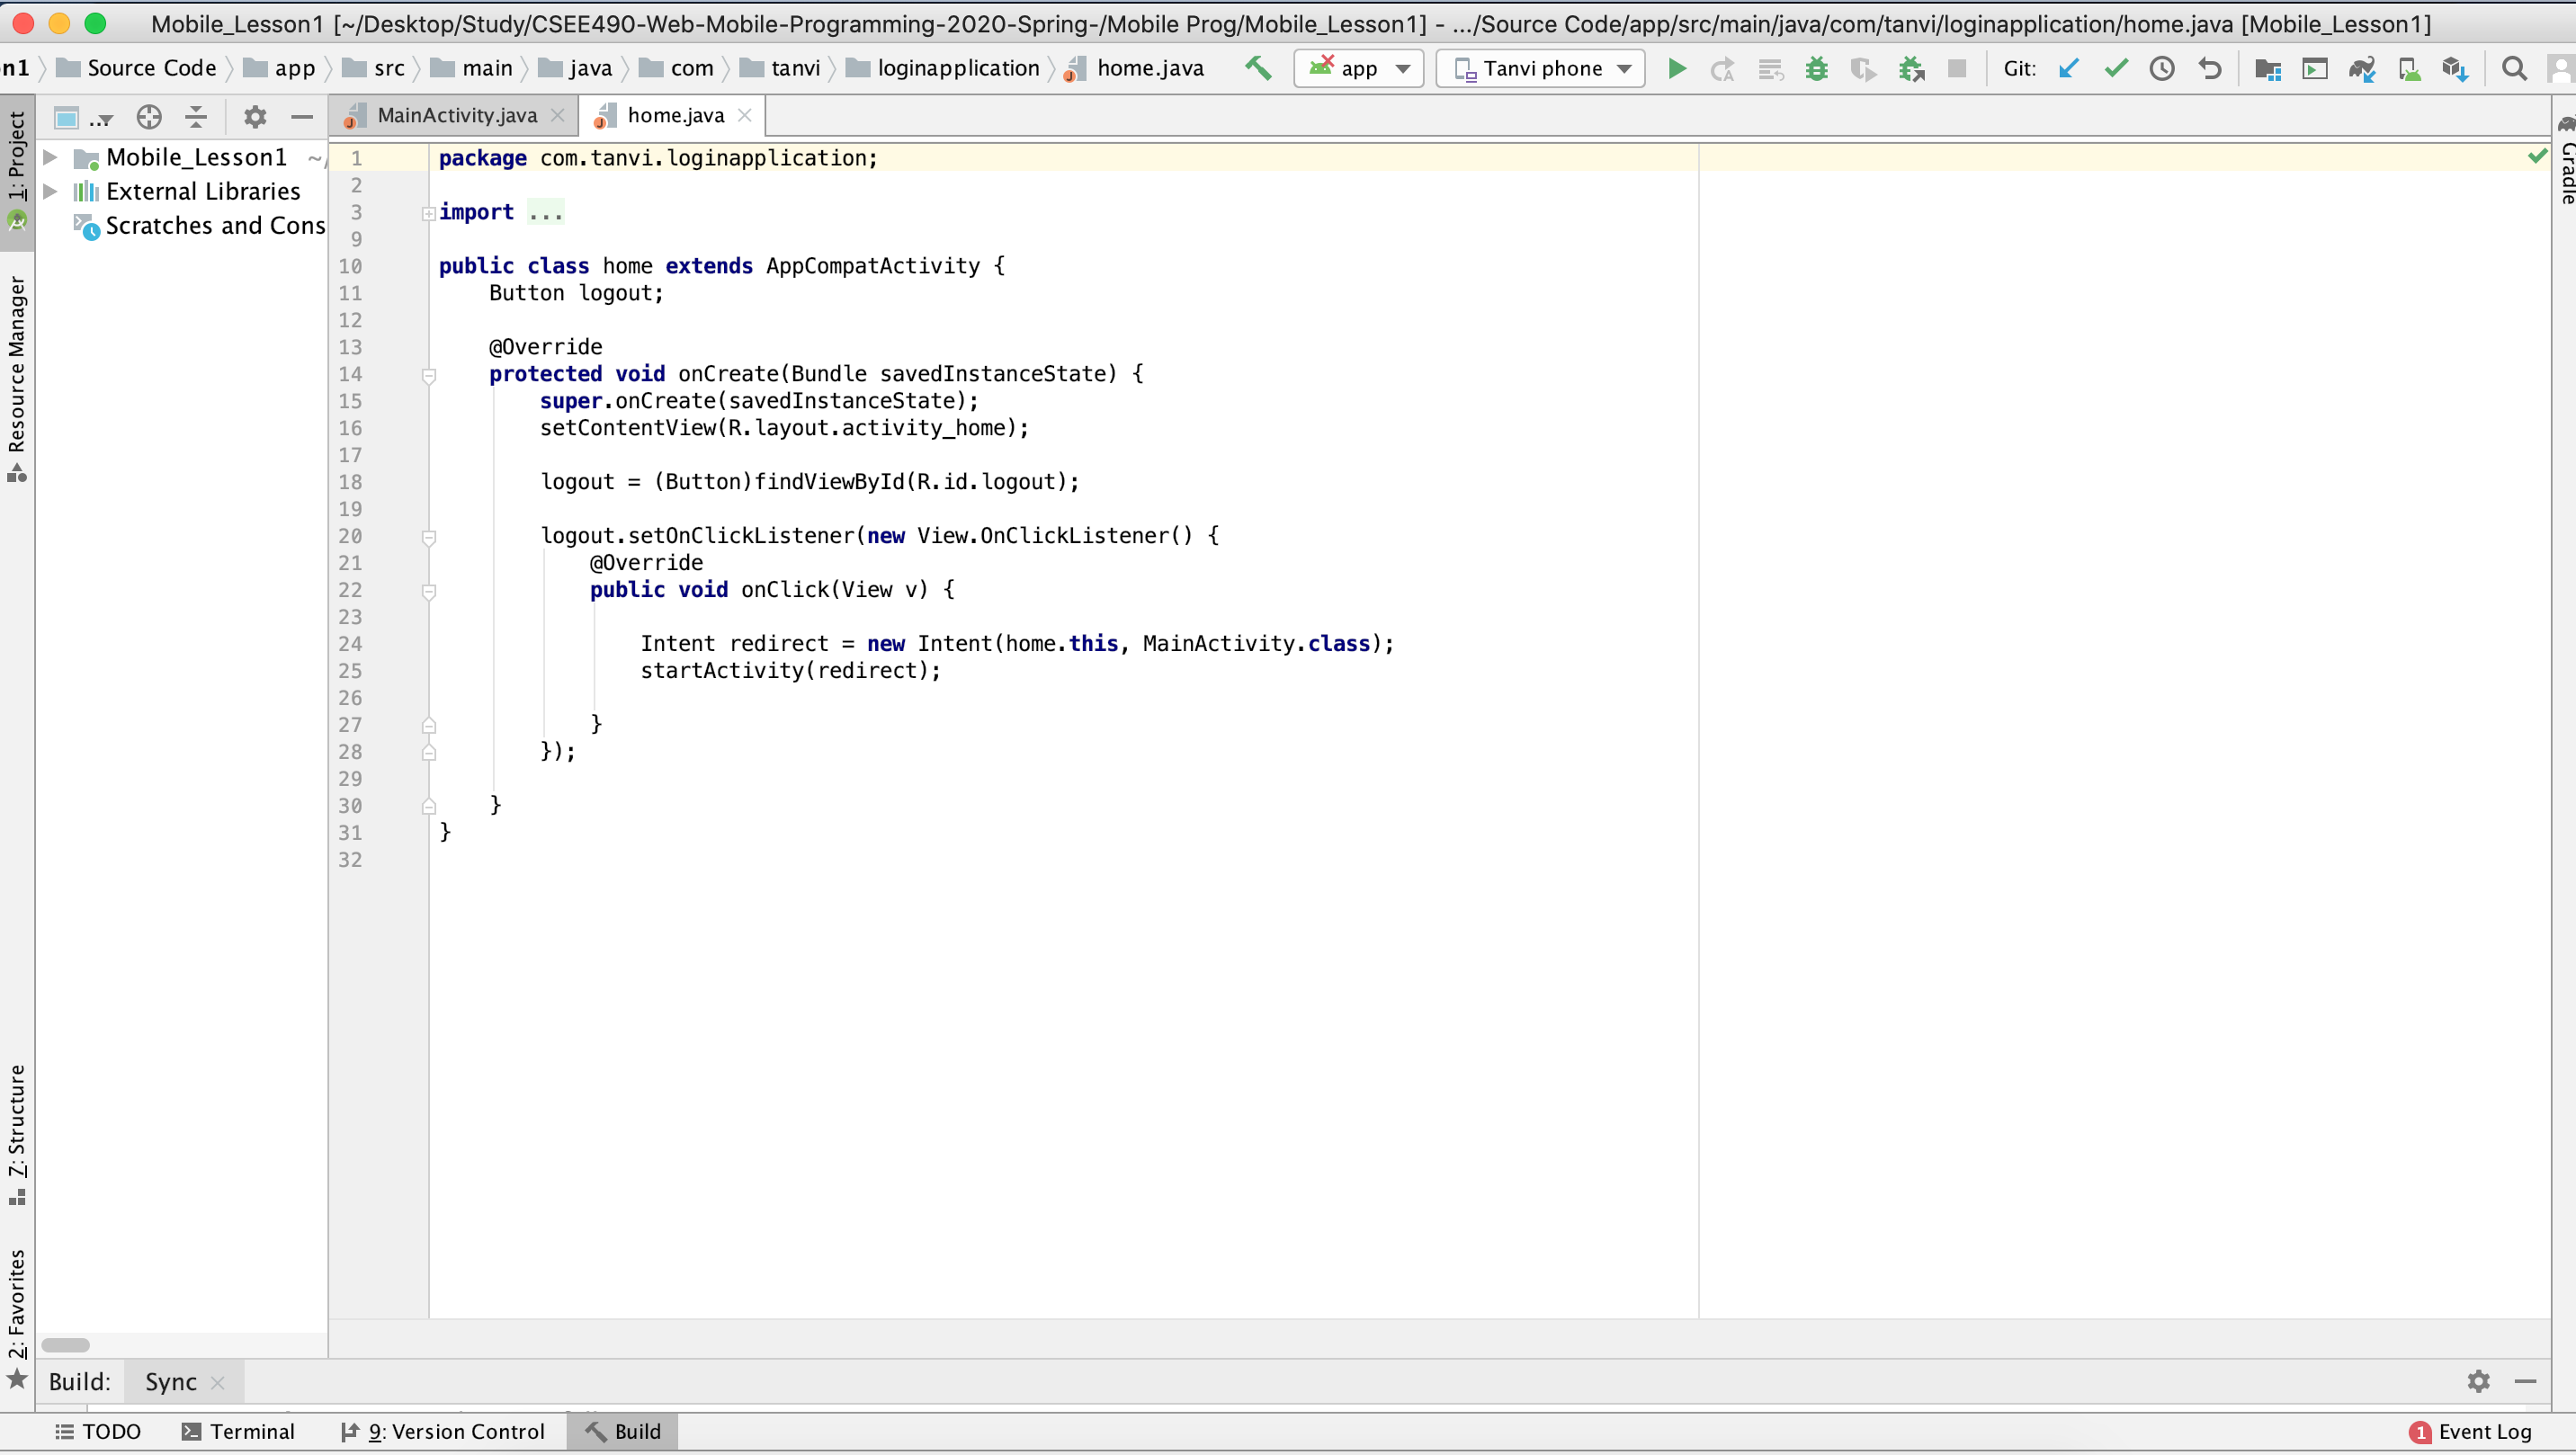 Mobile_Lesson1 [~/Desktop/Study/CSEE490-Web-Mobile-Programming-2020-Spring-/Mobile Prog/Mobile_Lesson1] - .../Source Code/app/src/main/java/com/tanvi/loginapplication/home.java [Mobile_Lesson1]
n1 Source Code app src main java com tanvi loginapplication home.java app Tanvi phone Git:
... MainActivity.java home.java
1: Project
Resource Manager
7: Structure
2: Favorites
Mobile_Lesson1 ~/
External Libraries
Scratches and Cons
1 package com.tanvi.loginapplication;
2
3 import ...
9
10 public class home extends AppCompatActivity {
11 Button logout;
12
13 @Override
14 protected void onCreate(Bundle savedInstanceState) {
15 super.onCreate(savedInstanceState);
16 setContentView(R.layout.activity_home);
17
18 logout = (Button)findViewById(R.id.logout);
19
20 logout.setOnClickListener(new View.OnClickListener() {
21 @Override
22 public void onClick(View v) {
23
24 Intent redirect = new Intent(home.this, MainActivity.class);
25 startActivity(redirect);
26
27 }
28 });
29
30 }
31 }
32
Gradle
Build: Sync
TODO Terminal 9: Version Control Build 1 Event Log